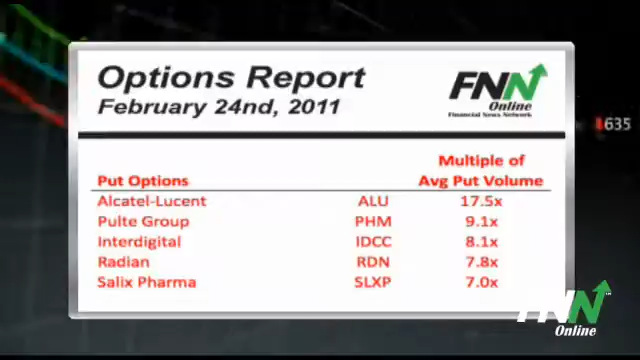 Options Report
February 24nd, 2011
FNN
Online
Financial News Network
635
Multiple of
Put Options Avg Put Volume
Alcatel-Lucent ALU 17.5x
Pulte Group PHM 9.1x
Interdigital IDCC 8.1x
Radian RDN 7.8x
Salix Pharma SLXP 7.0x
FNN
Online